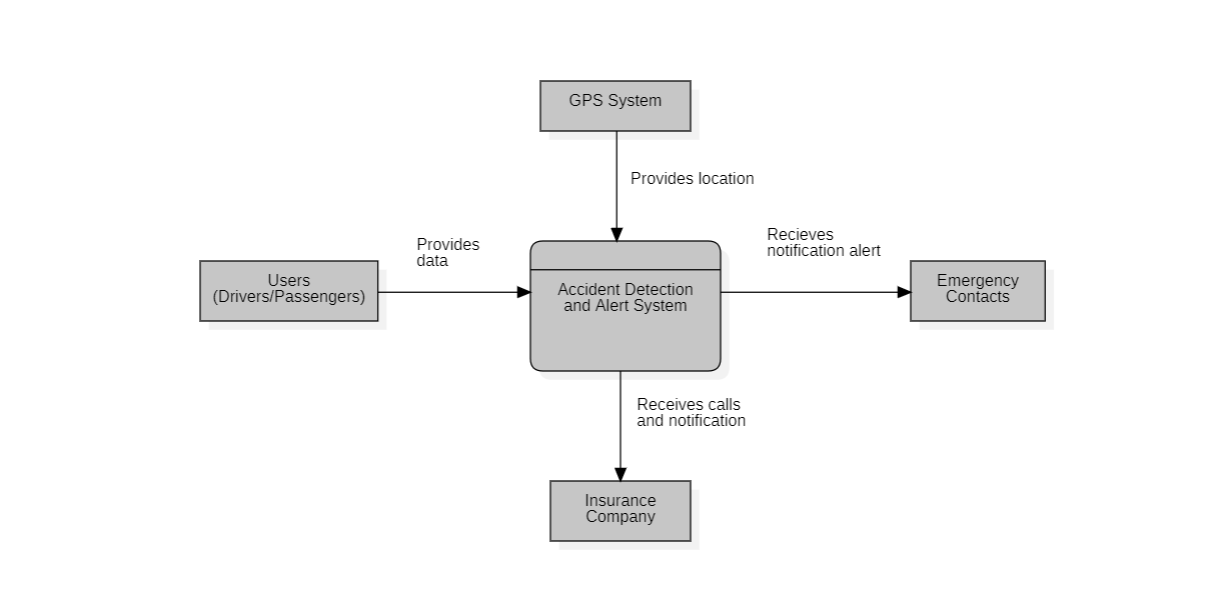 GPS System
Provides location
Recieves
notification alert
Provides
data
Users
(Drivers/Passengers)
Accident Detection
and Alert System
Emergency
Contacts
Receives calls
and notification
Insurance
Company